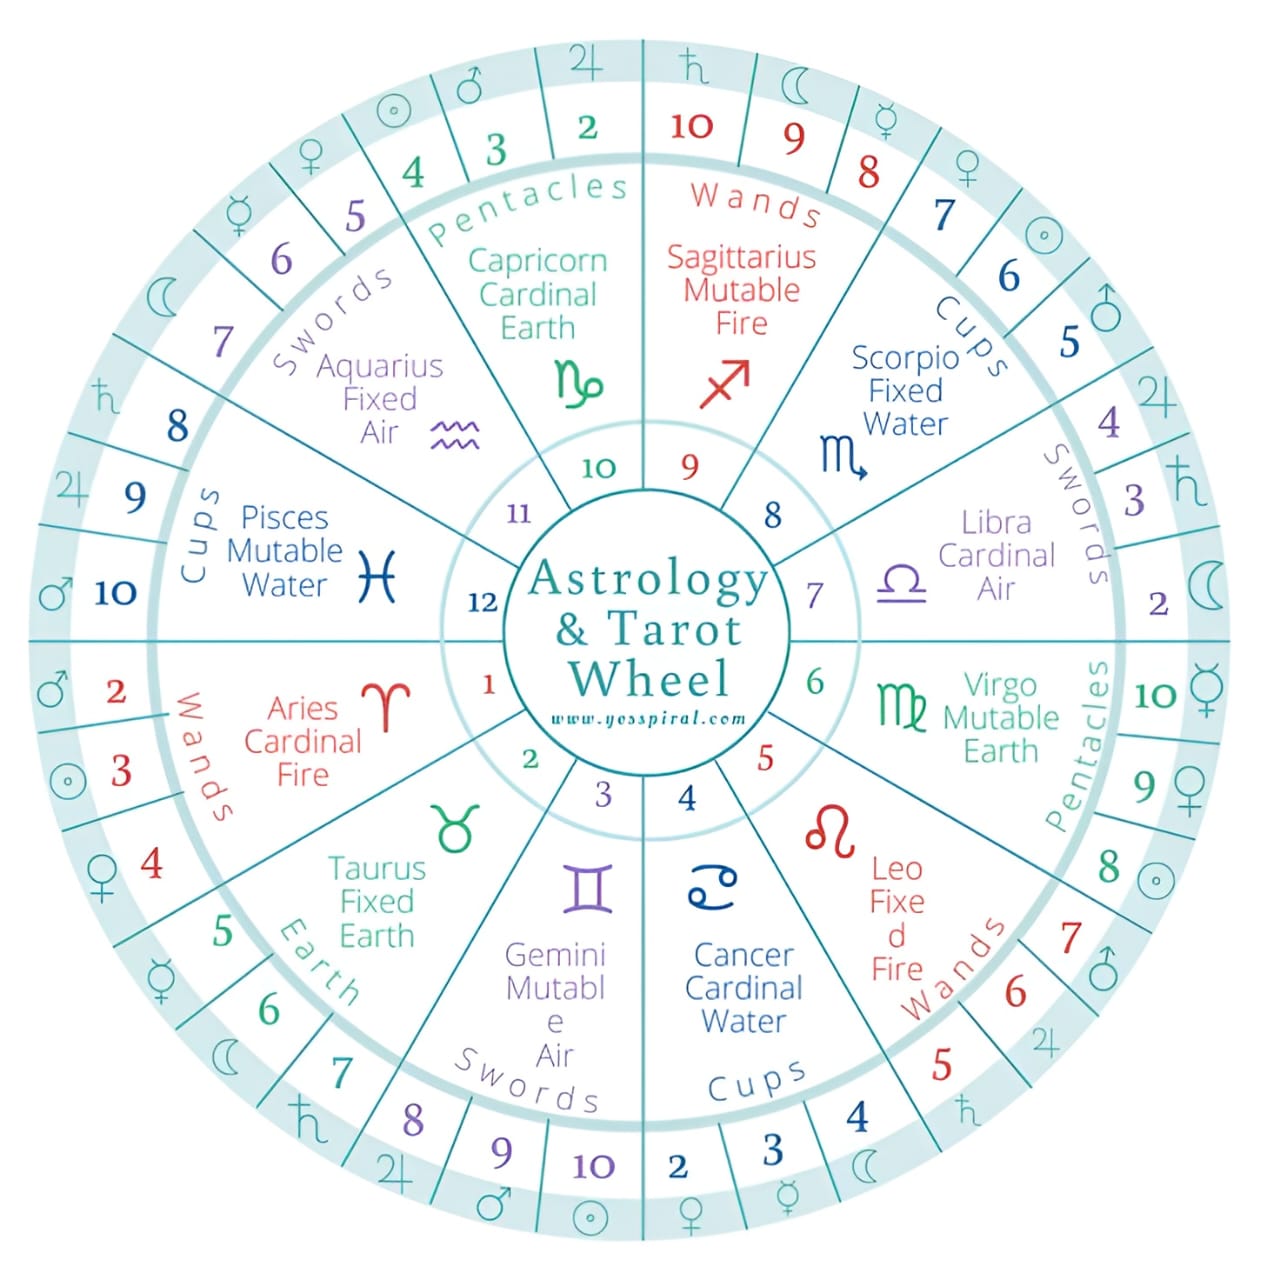 Astrology
& Tarot
Wheel
www.yesspiral.com
♄ ☾ ☿
10 9 8
Wands
Sagittarius
Mutable
Fire
♐
9
♀ ☉ ♂
7 6 5
Cups
Scorpio
Fixed
Water
♏
8
♃ ♄ ☾
4 3 2
Swords
Libra
Cardinal
Air
♎
7
☿ ♀ ☉
10 9 8
Pentacles
Virgo
Mutable
Earth
♍
6
♂ ♃ ♄
7 6 5
Wands
Leo
Fixe
d
Fire
♌
5
☾ ☿ ♀
4 3 2
Cups
Cancer
Cardinal
Water
♋
4
☉ ♂ ♃
10 9 8
Swords
Gemini
Mutabl
e
Air
♊
3
♄ ☾ ☿
7 6 5
Earth
Taurus
Fixed
Earth
♉
2
♀ ☉ ♂
4 3 2
Wands
Aries
Cardinal
Fire
♈
1
♂ ♃ ♄
10 9 8
Cups
Pisces
Mutable
Water
♓
12
☾ ☿ ♀
7 6 5
Swords
Aquarius
Fixed
Air
♒
11
☉ ♂ ♃
4 3 2
Pentacles
Capricorn
Cardinal
Earth
♑
10